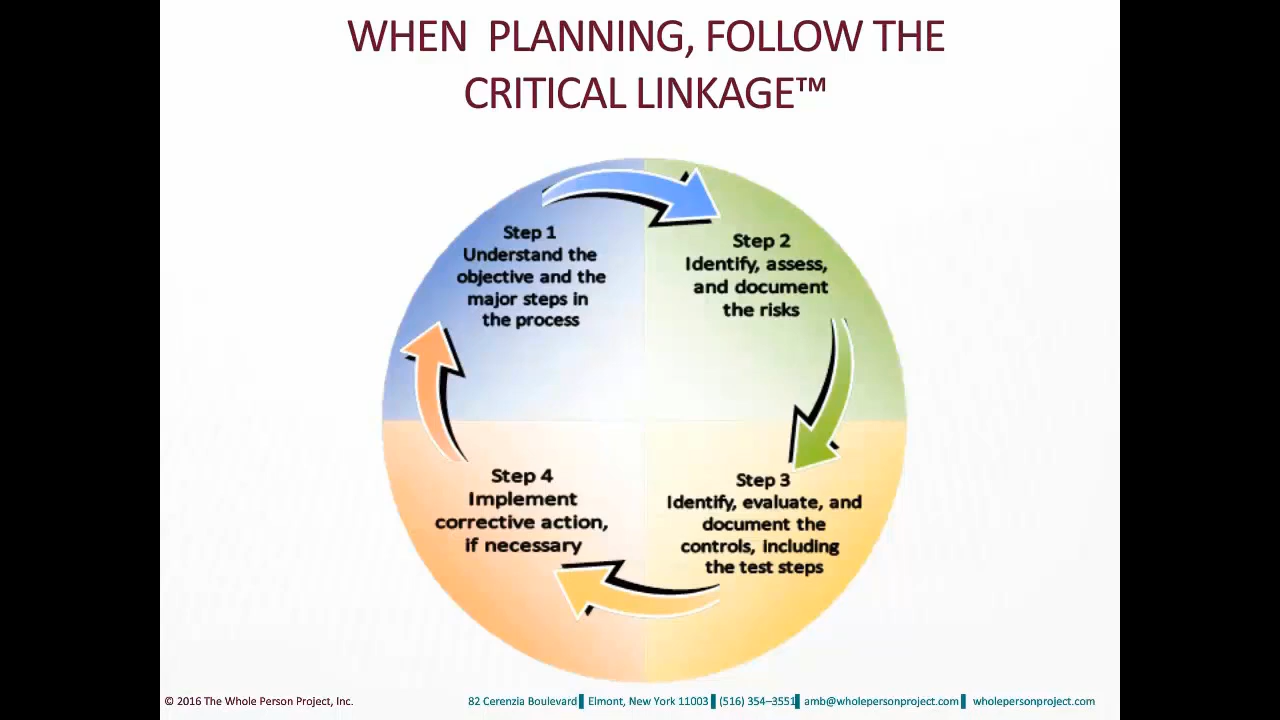 WHEN PLANNING, FOLLOW THE
CRITICAL LINKAGE™
Step 1
Understand the
objective and the
major steps in
the process
Step 2
Identify, assess,
and document
the risks
Step 3
Identify, evaluate, and
document the
controls, including
the test steps
Step 4
Implement
corrective action,
if necessary
© 2016 The Whole Person Project, Inc.
82 Cerenzia Boulevard ▌ Elmont, New York 11003 ▌ (516) 354–3551▌ amb@wholepersonproject.com ▌ wholepersonproject.com